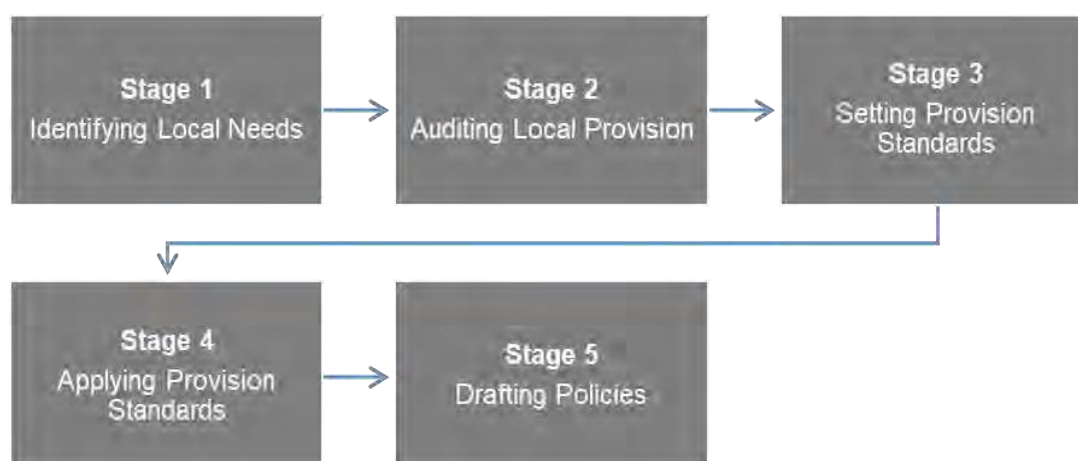 Stage 1
Identifying Local Needs
Stage 2
Auditing Local Provision
Stage 3
Setting Provision
Standards
Stage 4
Applying Provision
Standards
Stage 5
Drafting Policies